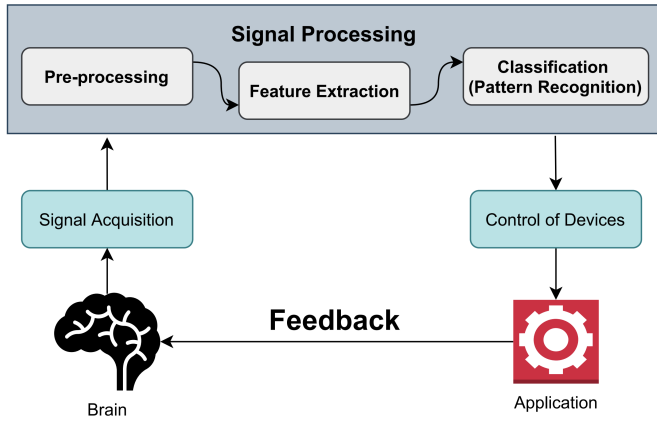 Signal Processing
Pre-processing
Feature Extraction
Classification
(Pattern Recognition)
Signal Acquisition
Control of Devices
Feedback
Brain
Application